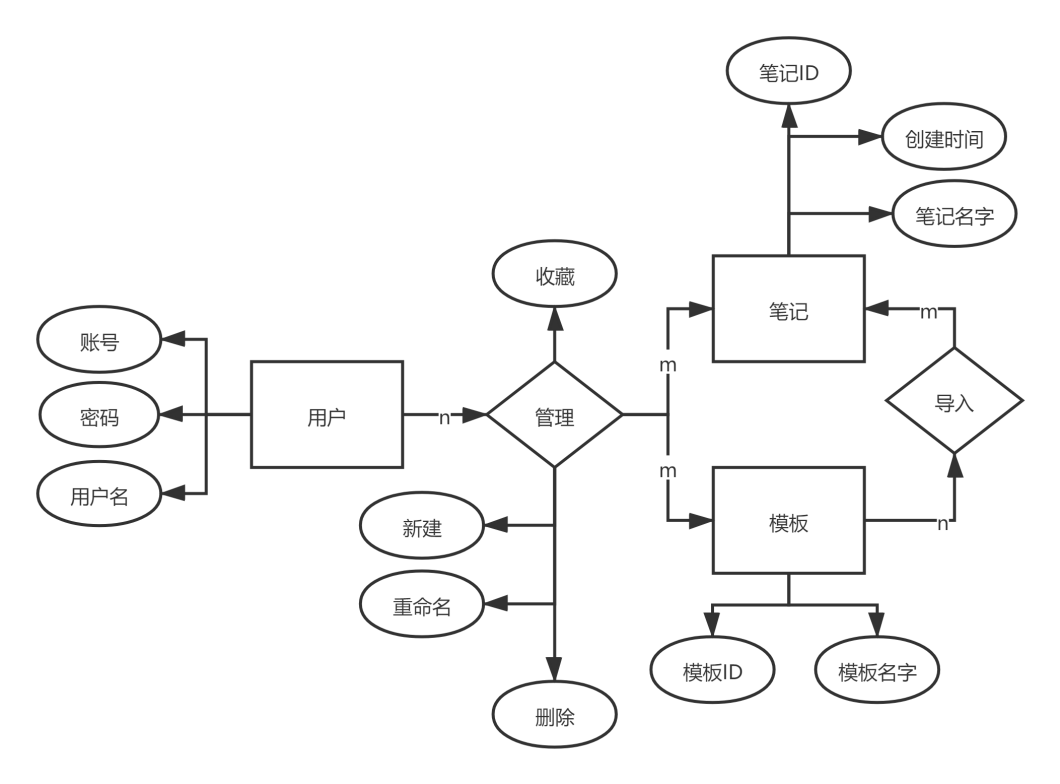 笔记ID
创建时间
笔记名字
收藏
笔记
m
账号
m
密码
用户
n
管理
导入
用户名
m
新建
模板
n
重命名
模板ID
模板名字
删除